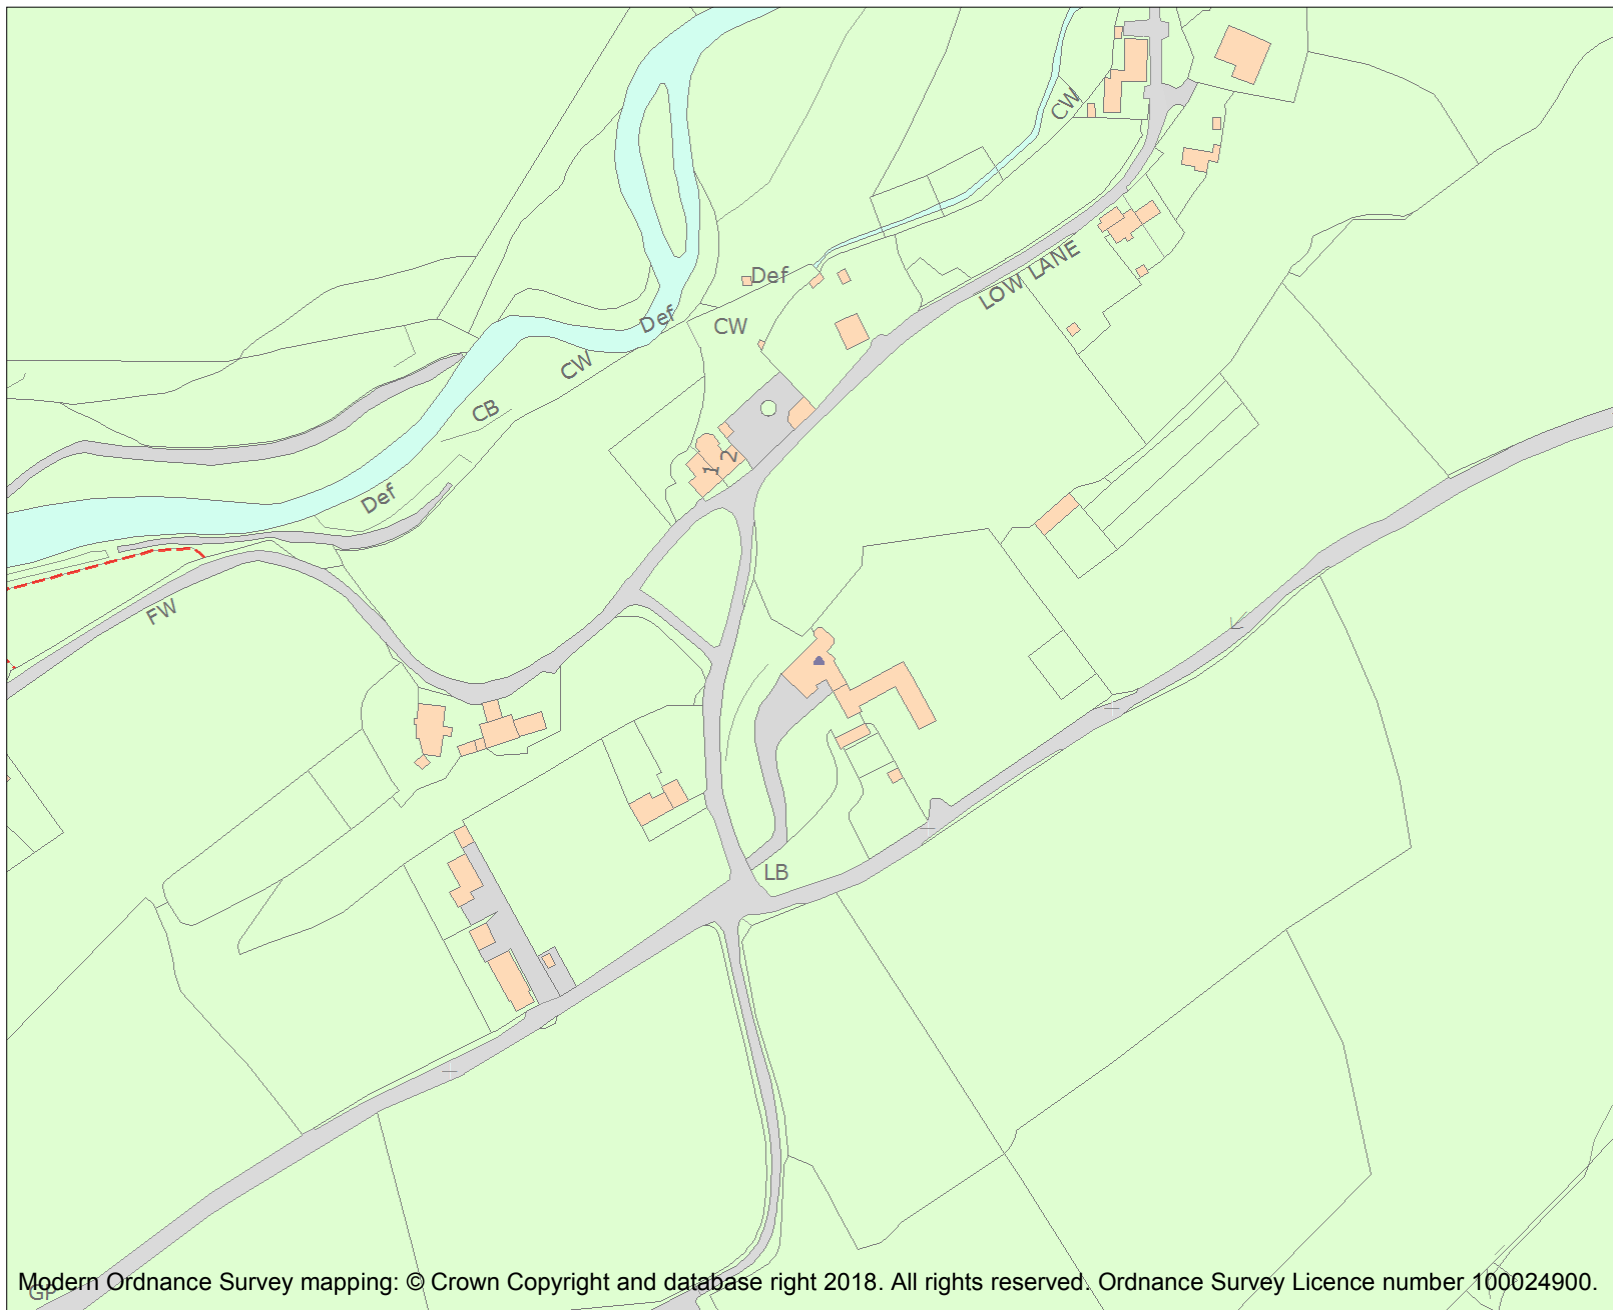 CW
Def
LOW LANE
Def
CW
CW
CB
2
1
Def
FW
L
LB
GP
Modern Ordnance Survey mapping: © Crown Copyright and database right 2018. All rights reserved. Ordnance Survey Licence number 100024900.